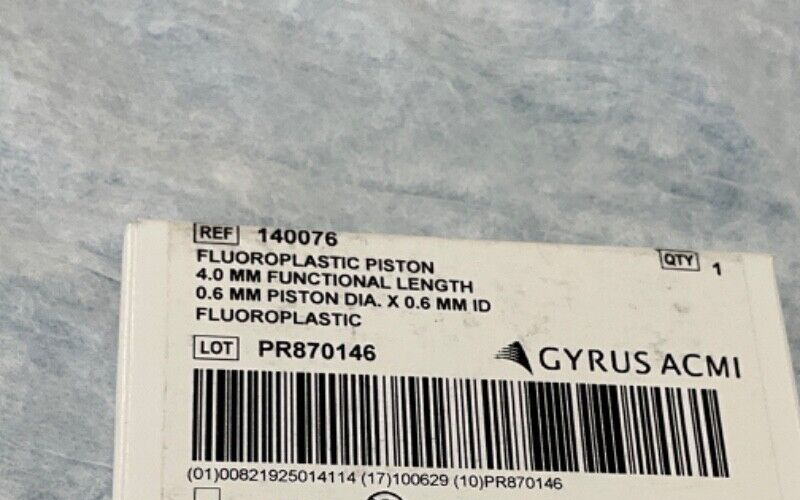 REF 140076
QTY 1
FLUOROPLASTIC PISTON
4.0 MM FUNCTIONAL LENGTH
0.6 MM PISTON DIA. X 0.6 MM ID
FLUOROPLASTIC
LOT PR870146
GYRUS ACMI
(01)00821925014114 (17)100629 (10)PR870146